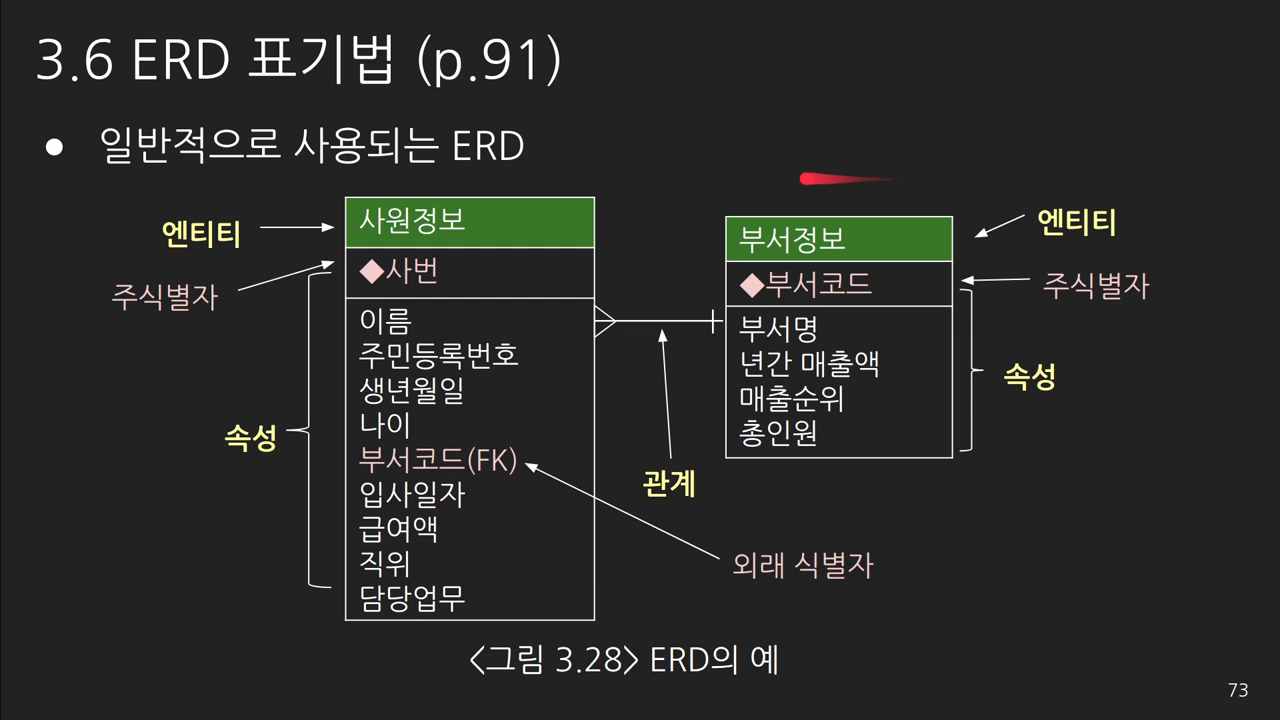 3.6 ERD 표기법 (p.91)
● 일반적으로 사용되는 ERD
엔티티
주식별자
속성
사원정보
◆사번
이름
주민등록번호
생년월일
나이
부서코드(FK)
입사일자
급여액
직위
담당업무
관계
외래 식별자
부서정보
◆부서코드
부서명
년간 매출액
매출순위
총인원
엔티티
주식별자
속성
<그림 3.28> ERD의 예
73